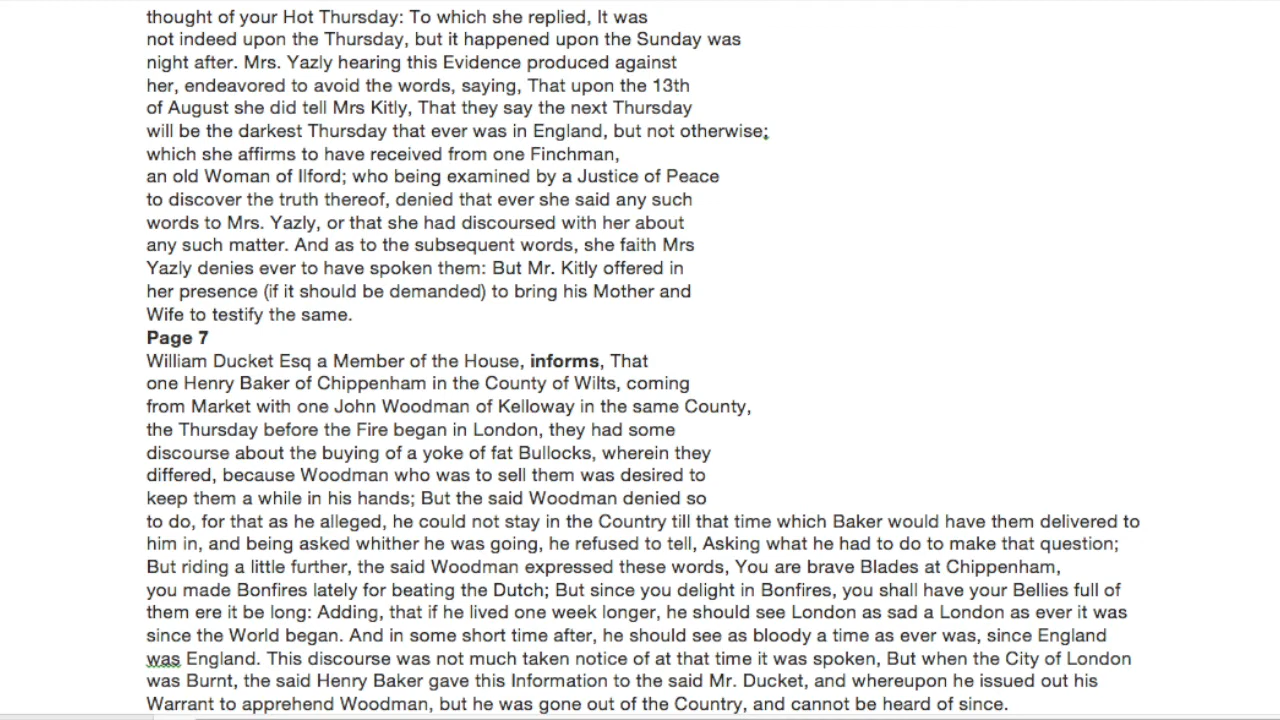 thought of your Hot Thursday: To which she replied, It was
not indeed upon the Thursday, but it happened upon the Sunday was
night after. Mrs. Yazly hearing this Evidence produced against
her, endeavored to avoid the words, saying, That upon the 13th
of August she did tell Mrs Kitly, That they say the next Thursday
will be the darkest Thursday that ever was in England, but not otherwise;
which she affirms to have received from one Finchman,
an old Woman of Ilford; who being examined by a Justice of Peace
to discover the truth thereof, denied that ever she said any such
words to Mrs. Yazly, or that she had discoursed with her about
any such matter. And as to the subsequent words, she faith Mrs
Yazly denies ever to have spoken them: But Mr. Kitly offered in
her presence (if it should be demanded) to bring his Mother and
Wife to testify the same.
Page 7
William Ducket Esq a Member of the House, informs, That
one Henry Baker of Chippenham in the County of Wilts, coming
from Market with one John Woodman of Kelloway in the same County,
the Thursday before the Fire began in London, they had some
discourse about the buying of a yoke of fat Bullocks, wherein they
differed, because Woodman who was to sell them was desired to
keep them a while in his hands; But the said Woodman denied so
to do, for that as he alleged, he could not stay in the Country till that time which Baker would have them delivered to
him in, and being asked whither he was going, he refused to tell, Asking what he had to do to make that question;
But riding a little further, the said Woodman expressed these words, You are brave Blades at Chippenham,
you made Bonfires lately for beating the Dutch; But since you delight in Bonfires, you shall have your Bellies full of
them ere it be long: Adding, that if he lived one week longer, he should see London as sad a London as ever it was
since the World began. And in some short time after, he should see as bloody a time as ever was, since England
was England. This discourse was not much taken notice of at that time it was spoken, But when the City of London
was Burnt, the said Henry Baker gave this Information to the said Mr. Ducket, and whereupon he issued out his
Warrant to apprehend Woodman, but he was gone out of the Country, and cannot be heard of since.